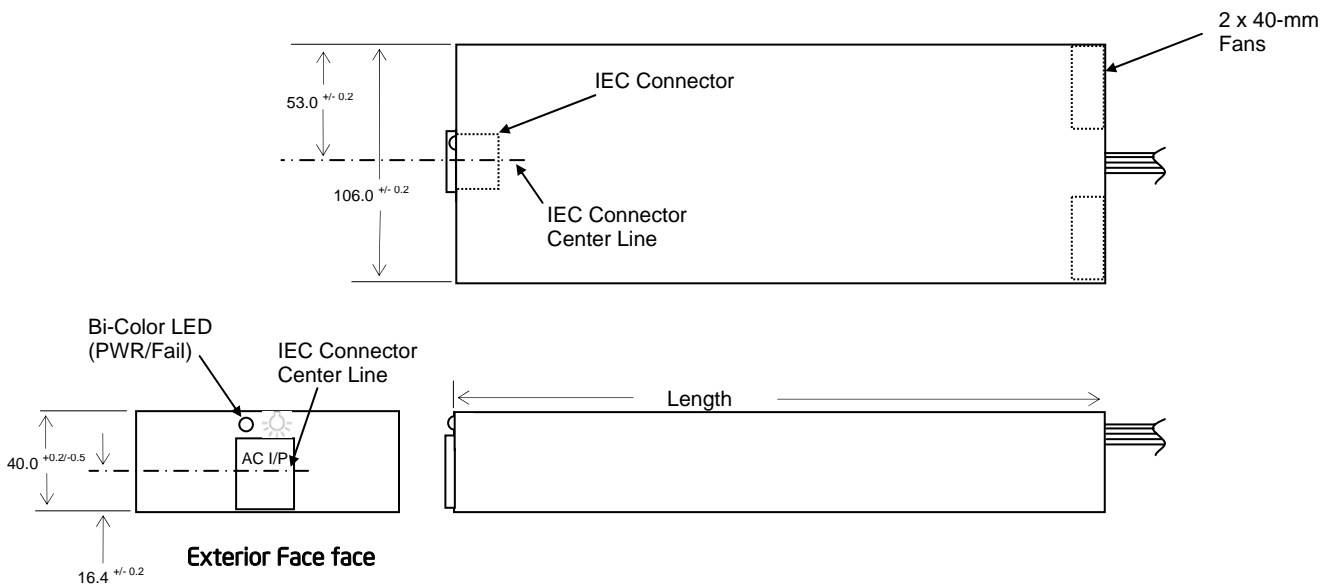 2 x 40-mm
Fans
IEC Connector
53.0 +/- 0.2
106.0 +/- 0.2
IEC Connector
Center Line
Bi-Color LED
(PWR/Fail)
IEC Connector
Center Line
Length
40.0 +0.2/-0.5
AC I/P
Exterior Face face
16.4 +/- 0.2